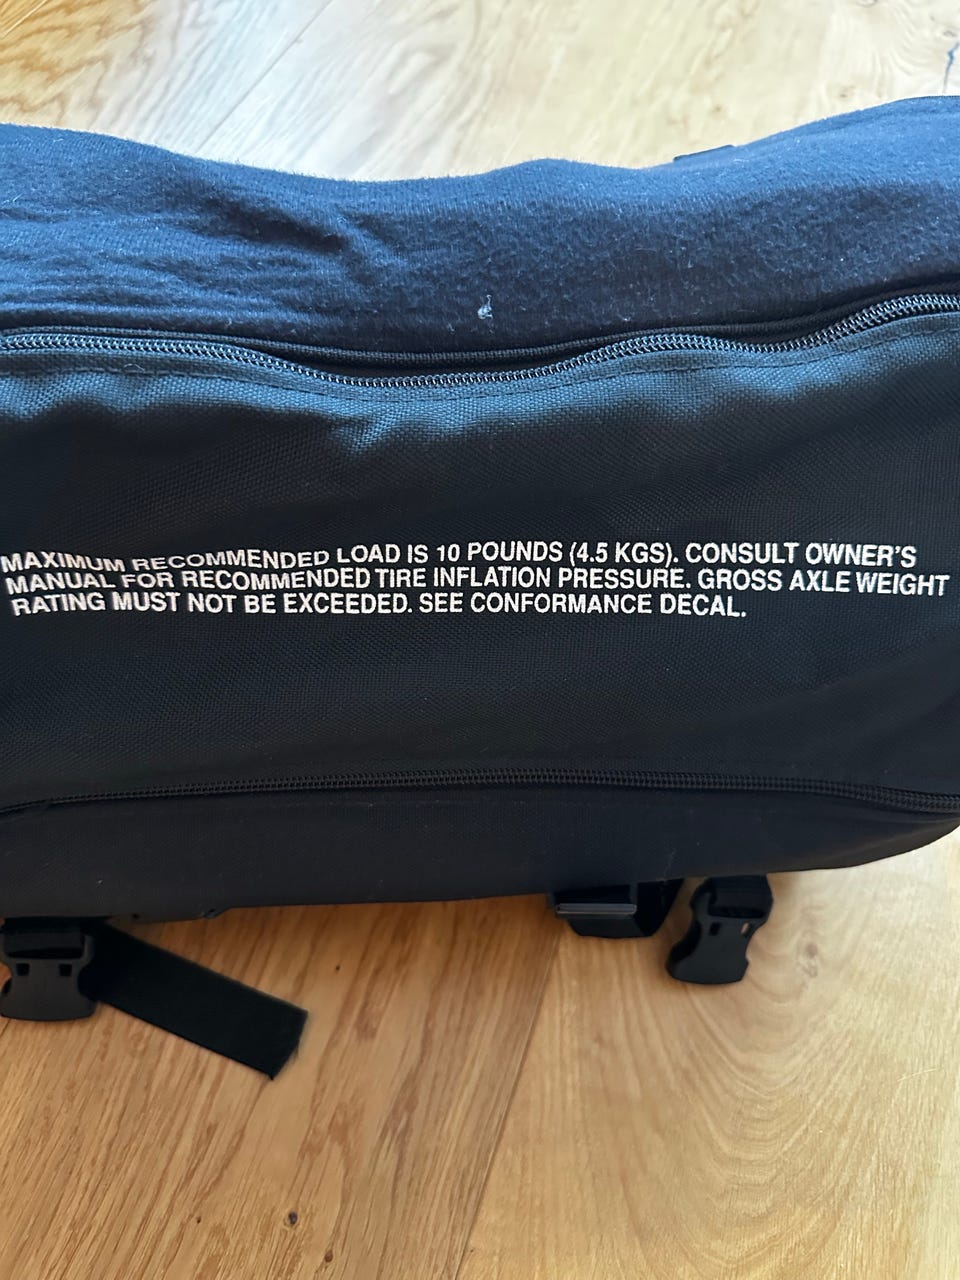 MAXIMUM RECOMMENDED LOAD IS 10 POUNDS (4.5 KGS). CONSULT OWNER'S
MANUAL FOR RECOMMENDED TIRE INFLATION PRESSURE. GROSS AXLE WEIGHT
RATING MUST NOT BE EXCEEDED. SEE CONFORMANCE DECAL.